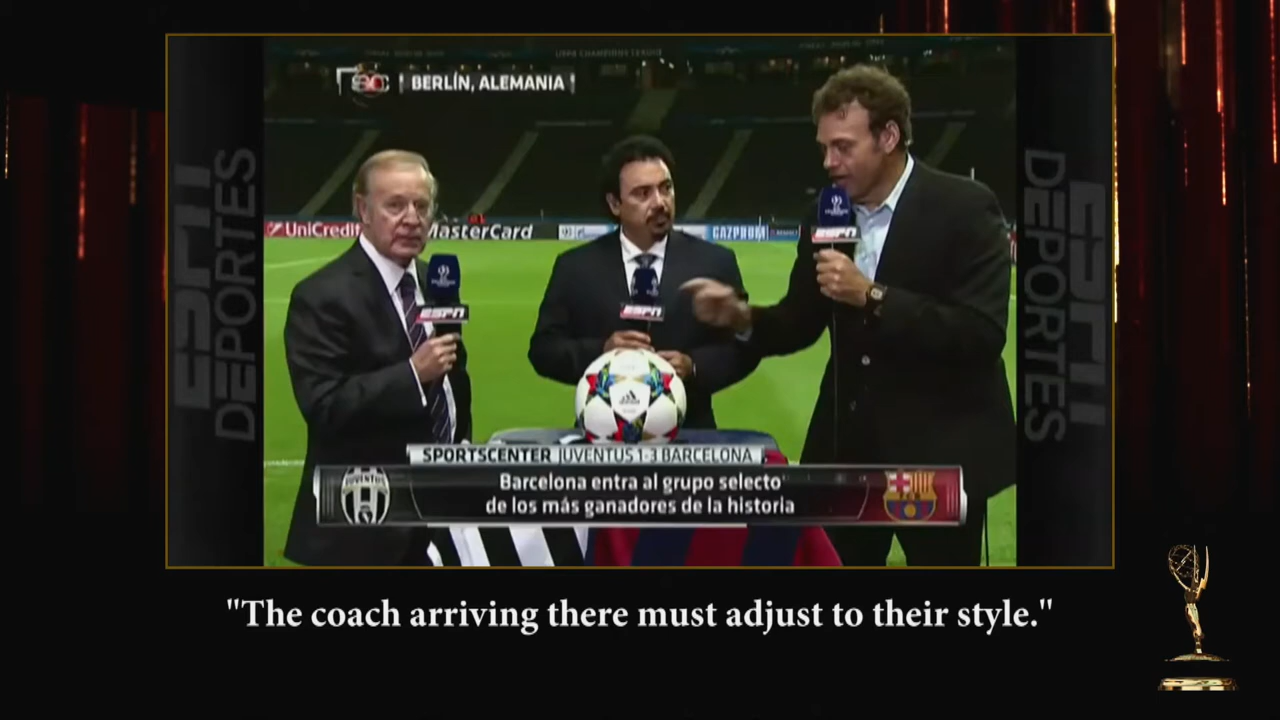 BERLÍN, ALEMANIA
ESPN
DEPORTES
ESPN
DEPORTES
UniCredit
MasterCard
GAZPROM
ESPN
ESPN
ESPN
adidas
SPORTSCENTER JUVENTUS 1-3 BARCELONA
JUVENTUS
Barcelona entra al grupo selecto
de los más ganadores de la historia
FCB
"The coach arriving there must adjust to their style."